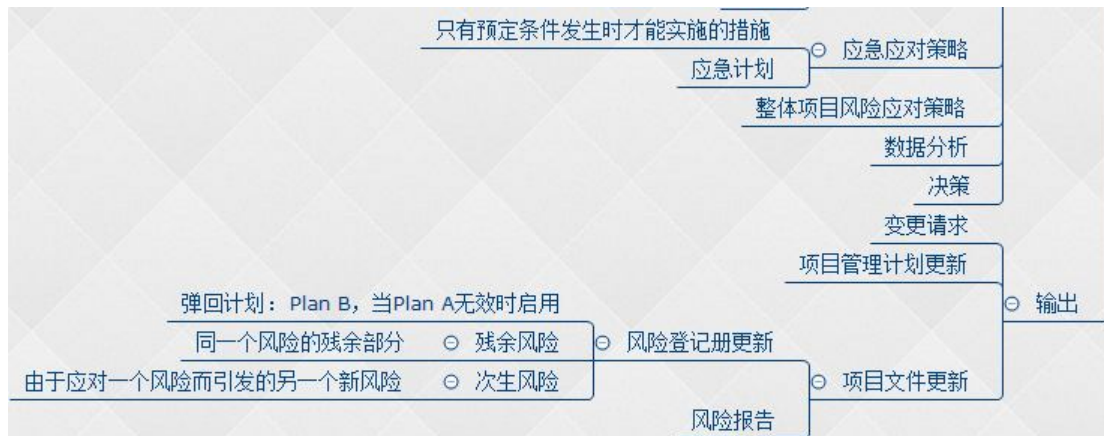 只有预定条件发生时才能实施的措施
应急应对策略
应急计划
整体项目风险应对策略
数据分析
决策
变更请求
项目管理计划更新
输出
弹回计划：Plan B，当Plan A无效时启用
同一个风险的残余部分
残余风险
风险登记册更新
由于应对一个风险而引发的另一个新风险
次生风险
项目文件更新
风险报告